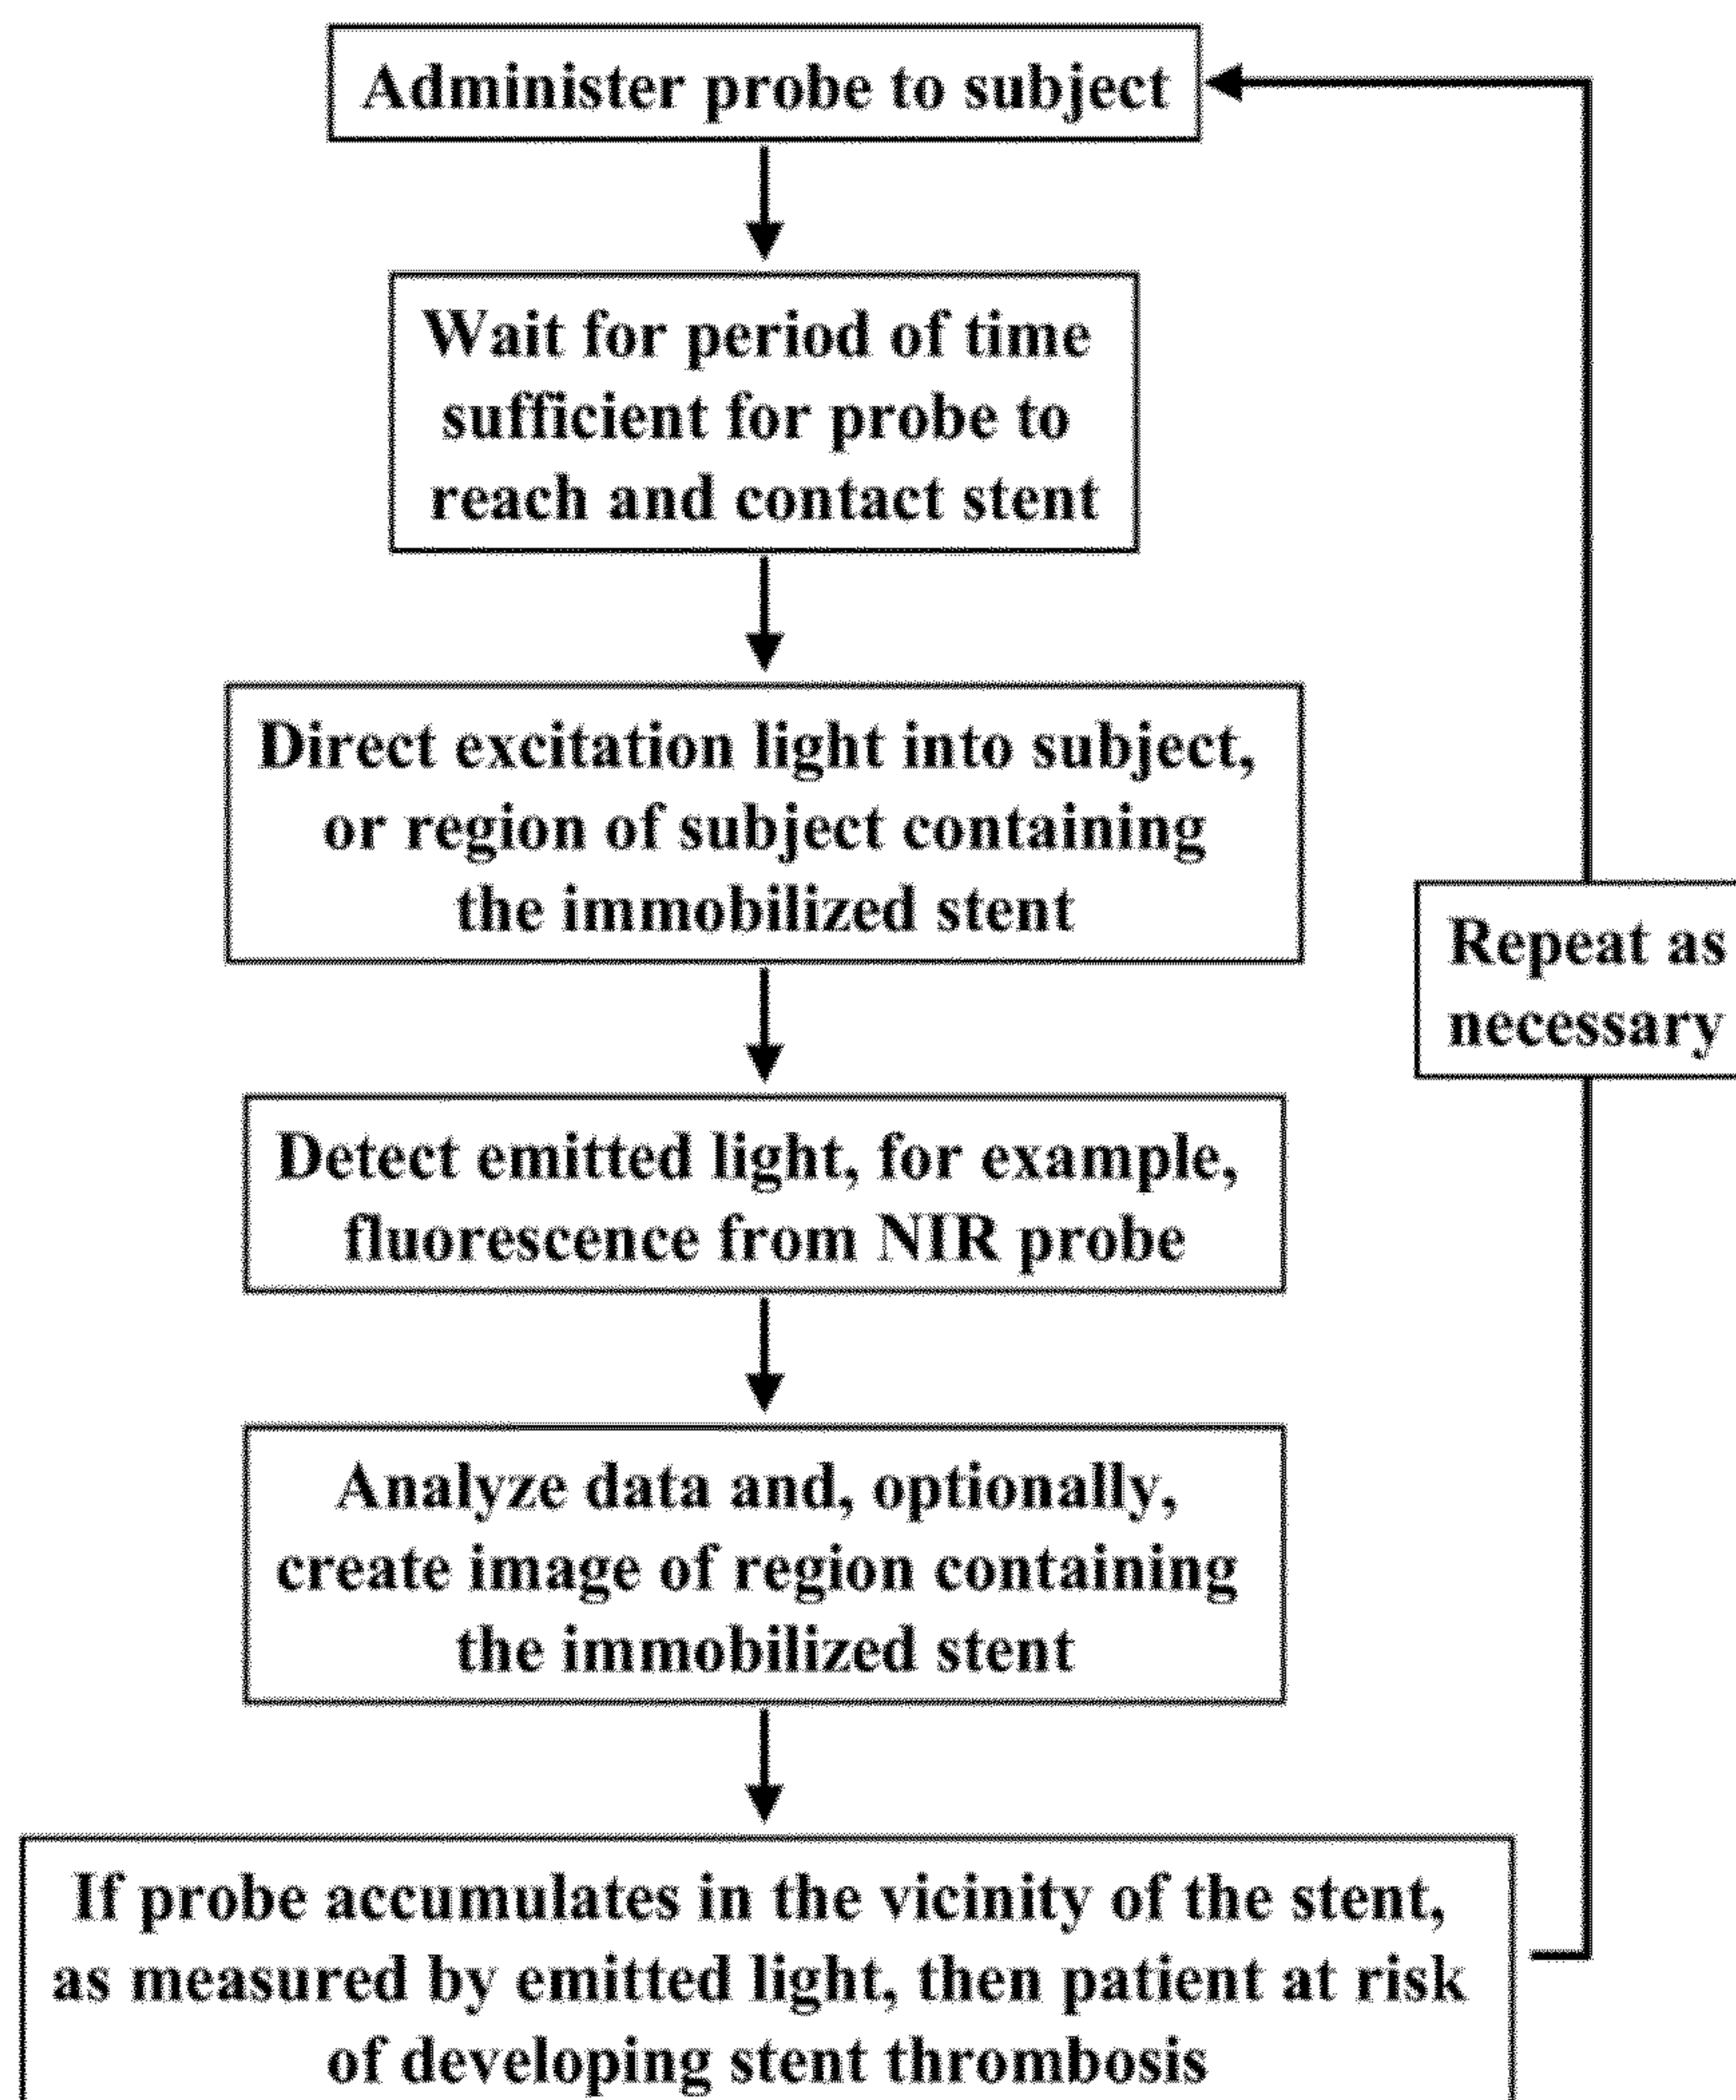 Administer probe to subject
Wait for period of time
sufficient for probe to
reach and contact stent
Direct excitation light into subject,
or region of subject containing
the immobilized stent
Repeat as
necessary
Detect emitted light, for example,
fluorescence from NIR probe
Analyze data and, optionally,
create image of region containing
the immobilized stent
If probe accumulates in the vicinity of the stent,
as measured by emitted light, then patient at risk
of developing stent thrombosis